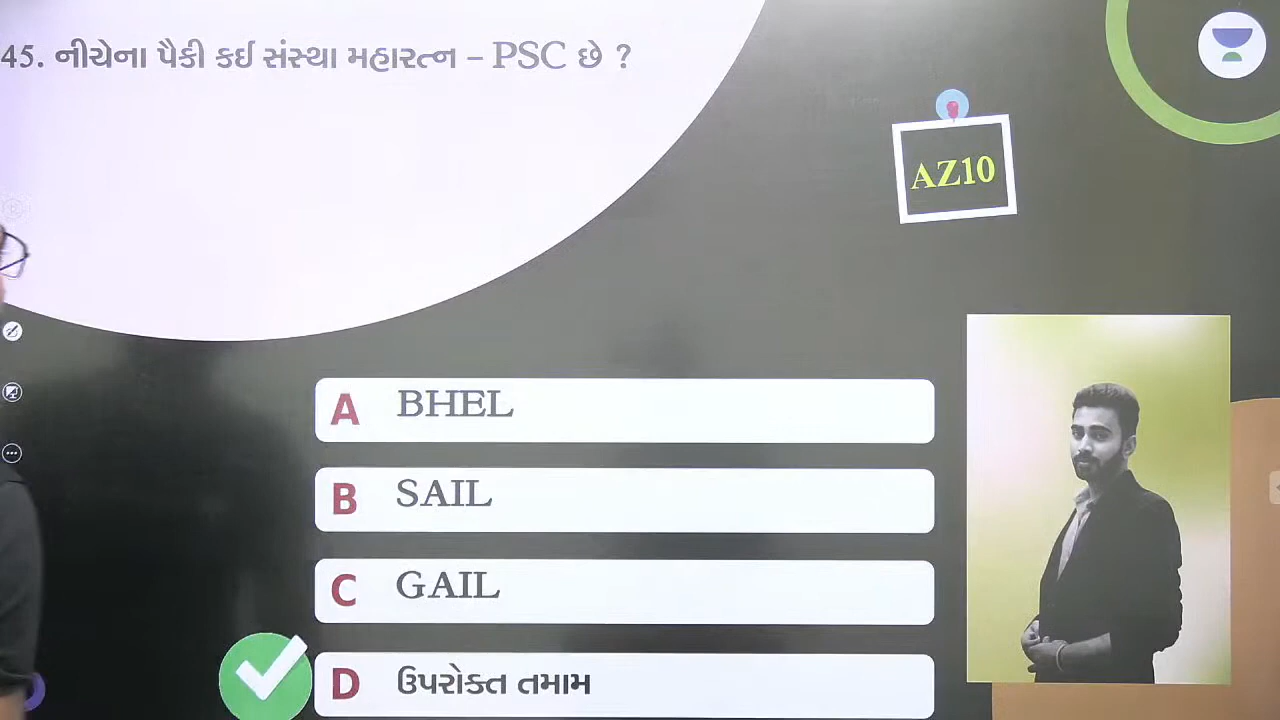 45. નીચેના પૈકી કઈ સંસ્થા મહારત્ન – PSC છે ?
AZ10
A BHEL
B SAIL
C GAIL
D ઉપરોક્ત તમામ